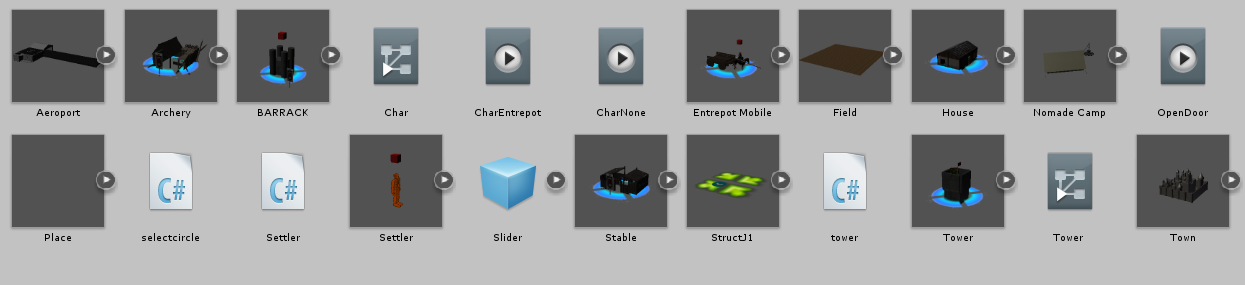 Aeroport Archery BARRACK Char CharEntrepot CharNone Entrepot Mobile Field House Nomade Camp OpenDoor
C# C#  C#
Place selectcircle Settler Settler Slider Stable StructJ1 tower Tower Tower Town